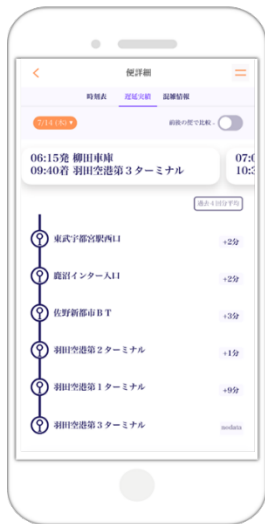 便詳細
時刻表 遅延実績 混雑情報
7/14 (木) ▾ 前後の便で比較
06:15発 柳田車庫 07:0
09:40着 羽田空港第3ターミナル 10:3
過去4回分平均
東武宇都宮駅西口 +2分
鹿沼インター入口 +2分
佐野新都市BT +3分
羽田空港第2ターミナル +1分
羽田空港第1ターミナル +9分
羽田空港第3ターミナル nodata